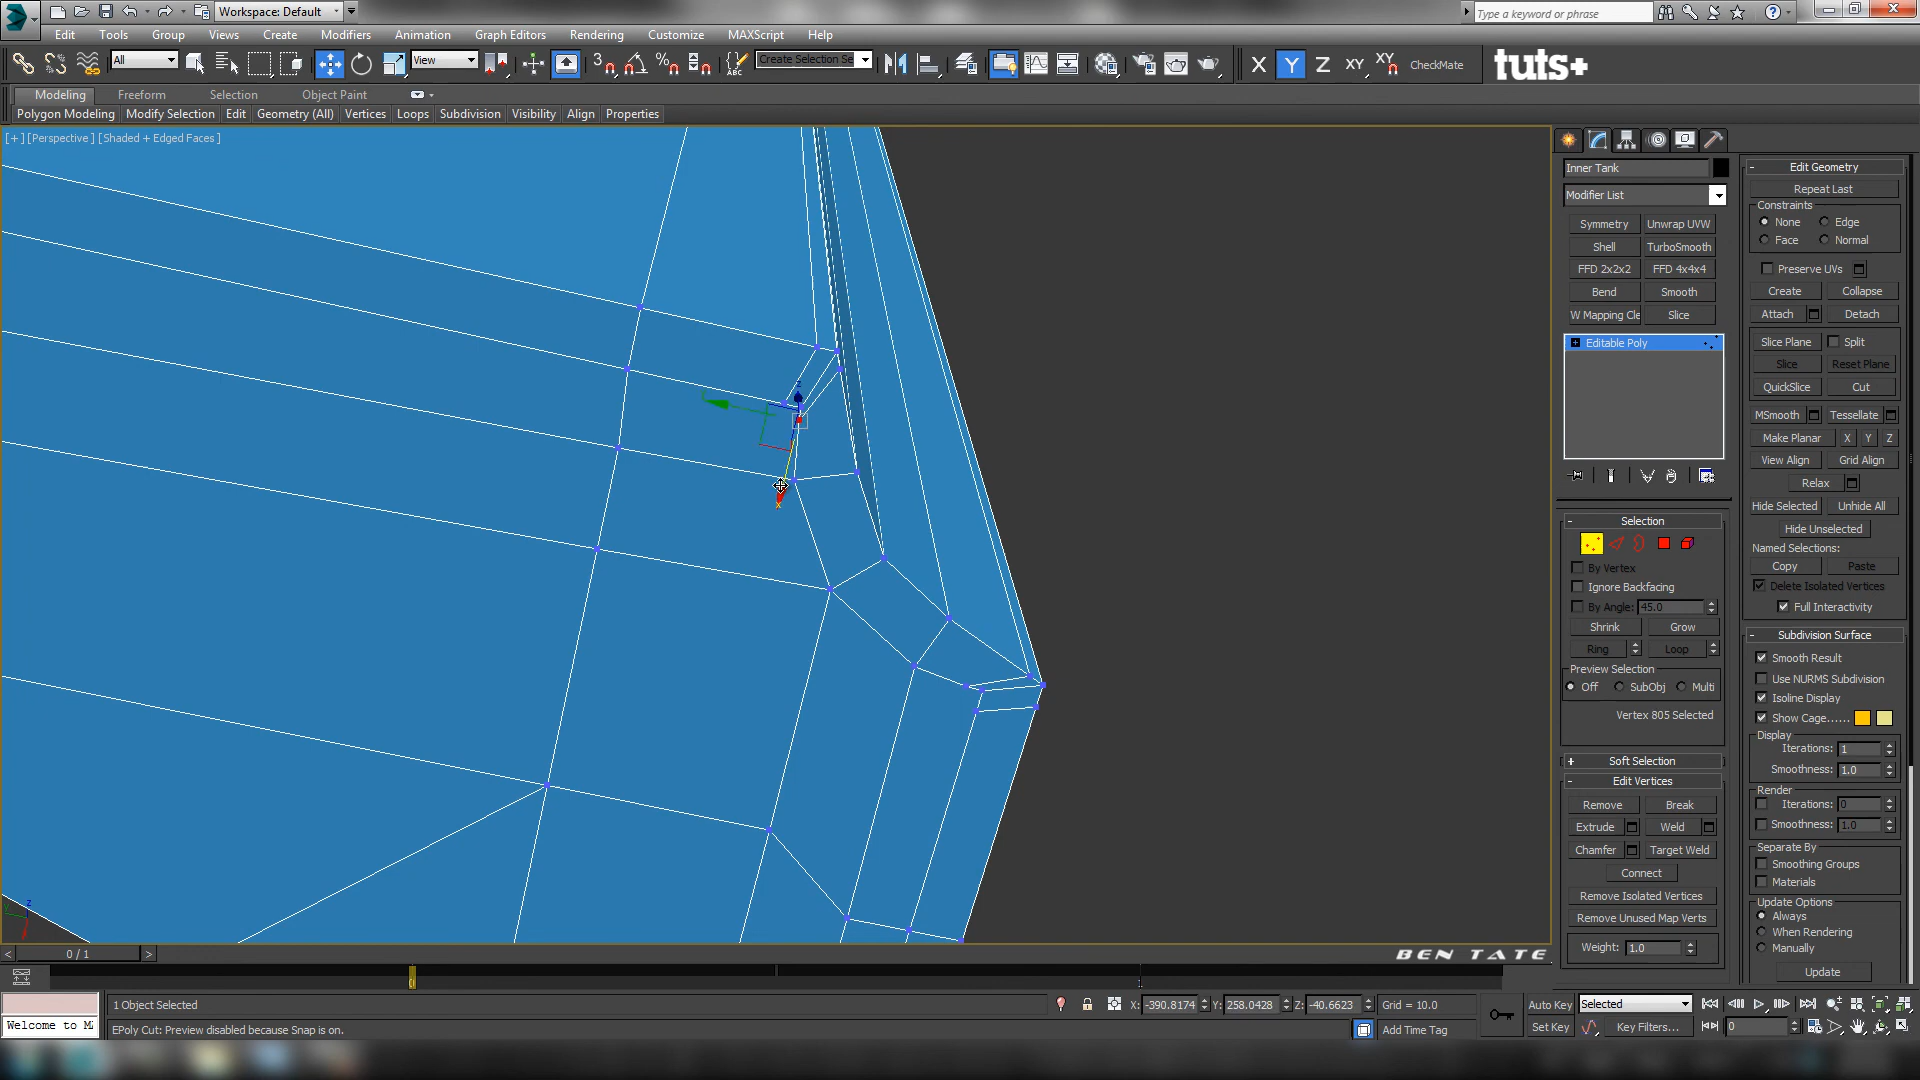 Workspace: Default
Type a keyword or phrase
Edit Tools Group Views Create Modifiers Animation Graph Editors Rendering Customize MAXScript Help
All View 3 Create Selection Se X Y Z XY XY CheckMate tuts+
Modeling Freeform Selection Object Paint
Polygon Modeling Modify Selection Edit Geometry (All) Vertices Loops Subdivision Visibility Align Properties
[+] [Perspective] [Shaded + Edged Faces]
z
x
Inner Tank
Modifier List
Symmetry Unwrap UVW
Shell TurboSmooth
FFD 2x2x2 FFD 4x4x4
Bend Smooth
W Mapping Cle Slice
Editable Poly
- Selection
By Vertex
Ignore Backfacing
By Angle: 45.0
Shrink Grow
Ring Loop
Preview Selection
Off SubObj Multi
Vertex 805 Selected
+ Soft Selection
- Edit Vertices
Remove Break
Extrude Weld
Chamfer Target Weld
Connect
Remove Isolated Vertices
Remove Unused Map Verts
Weight: 1.0
- Edit Geometry
Repeat Last
Constraints
None Edge
Face Normal
Preserve UVs
Create Collapse
Attach Detach
Slice Plane Split
Slice Reset Plane
QuickSlice Cut
MSmooth Tessellate
Make Planar X Y Z
View Align Grid Align
Relax
Hide Selected Unhide All
Hide Unselected
Named Selections:
Copy Paste
Delete Isolated Vertices
Full Interactivity
- Subdivision Surface
Smooth Result
Use NURMS Subdivision
Isoline Display
Show Cage......
Display
Iterations: 1
Smoothness: 1.0
Render
Iterations: 0
Smoothness: 1.0
Separate By
Smoothing Groups
Materials
Update Options
Always
When Rendering
Manually
Update
z
BEN TATE
< 0 / 1 >
0 1
1 Object Selected X: -390.8174 Y: 258.0428 Z: -40.6623 Grid = 10.0 Auto Key Selected
Welcome to M EPoly Cut: Preview disabled because Snap is on. Add Time Tag Set Key Key Filters... 0